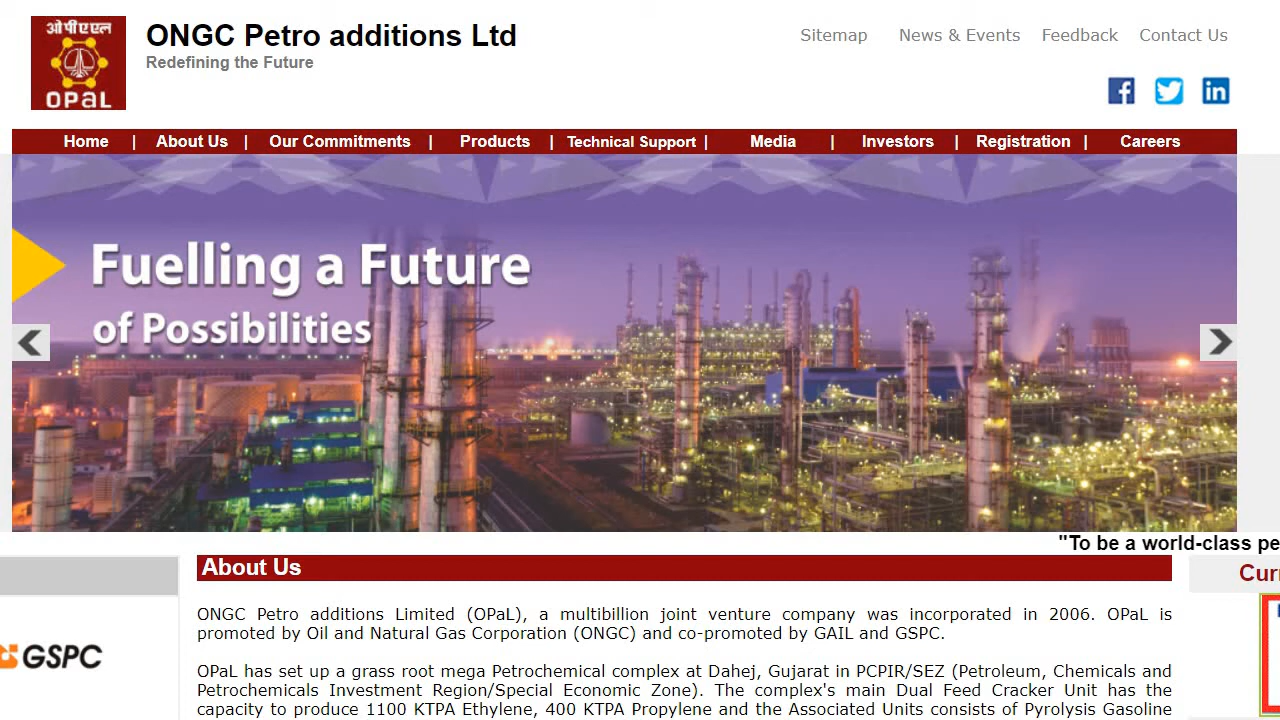 ओपीएएल
OPaL
ONGC Petro additions Ltd
Redefining the Future
Sitemap News & Events Feedback Contact Us
Home | About Us | Our Commitments | Products | Technical Support | Media | Investors | Registration | Careers
Fuelling a Future
of Possibilities
"To be a world-class pe
About Us
Curr
ONGC Petro additions Limited (OPaL), a multibillion joint venture company was incorporated in 2006. OPaL is
promoted by Oil and Natural Gas Corporation (ONGC) and co-promoted by GAIL and GSPC.
GSPC
OPaL has set up a grass root mega Petrochemical complex at Dahej, Gujarat in PCPIR/SEZ (Petroleum, Chemicals and
Petrochemicals Investment Region/Special Economic Zone). The complex's main Dual Feed Cracker Unit has the
capacity to produce 1100 KTPA Ethylene, 400 KTPA Propylene and the Associated Units consists of Pyrolysis Gasoline